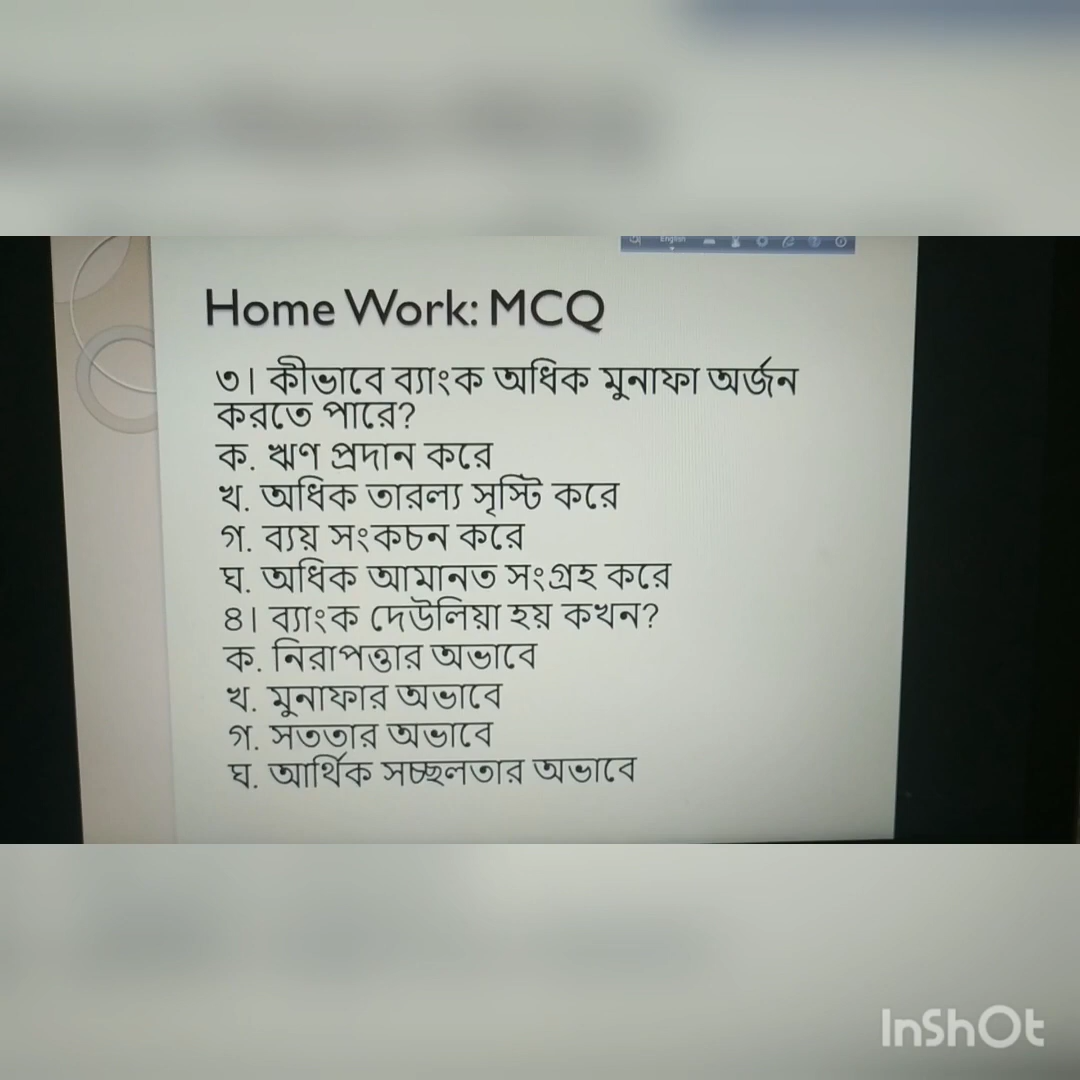 English
Home Work: MCQ
৩। কীভাবে ব্যাংক অধিক মুনাফা অর্জন
করতে পারে?
ক. ঋণ প্রদান করে
খ. অধিক তারল্য সৃস্টি করে
গ. ব্যয় সংকচন করে
ঘ. অধিক আমানত সংগ্রহ করে
৪। ব্যাংক দেউলিয়া হয় কখন?
ক. নিরাপত্তার অভাবে
খ. মুনাফার অভাবে
গ. সততার অভাবে
ঘ. আর্থিক সচ্ছলতার অভাবে
InShOt